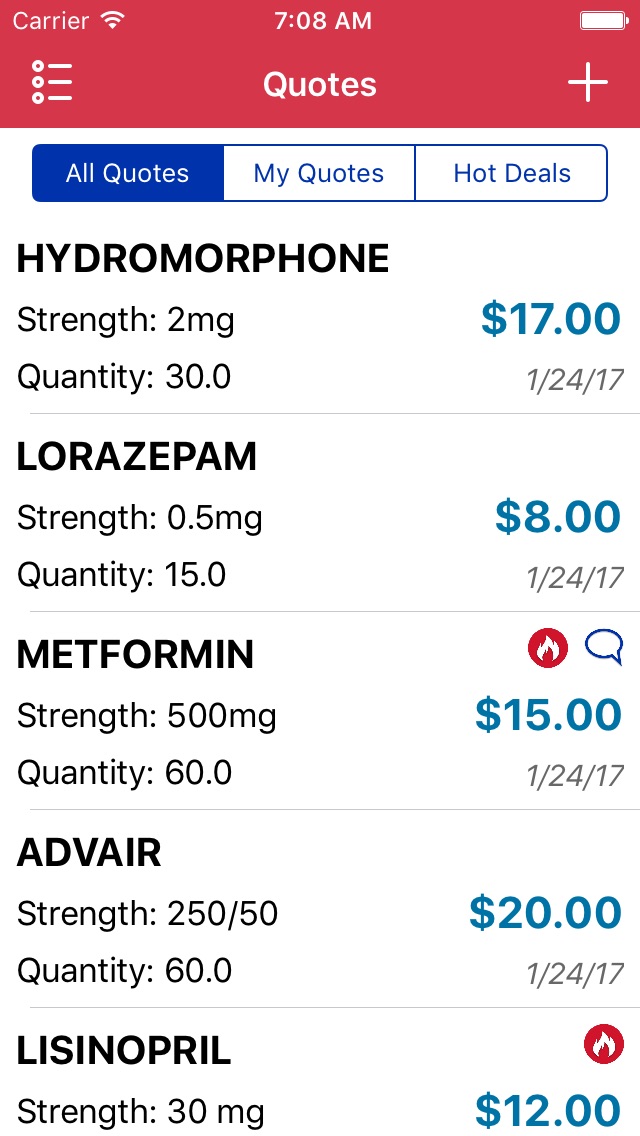 Carrier 7:08 AM
Quotes
All Quotes My Quotes Hot Deals
HYDROMORPHONE
Strength: 2mg $17.00
Quantity: 30.0 1/24/17
LORAZEPAM
Strength: 0.5mg $8.00
Quantity: 15.0 1/24/17
METFORMIN
Strength: 500mg $15.00
Quantity: 60.0 1/24/17
ADVAIR
Strength: 250/50 $20.00
Quantity: 60.0 1/24/17
LISINOPRIL
Strength: 30 mg $12.00